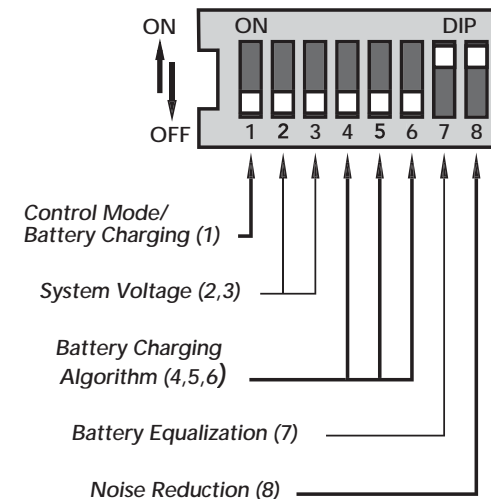 ON ON DIP
OFF 1 2 3 4 5 6 7 8
Control Mode/
Battery Charging (1)
System Voltage (2,3)
Battery Charging
Algorithm (4,5,6)
Battery Equalization (7)
Noise Reduction (8)